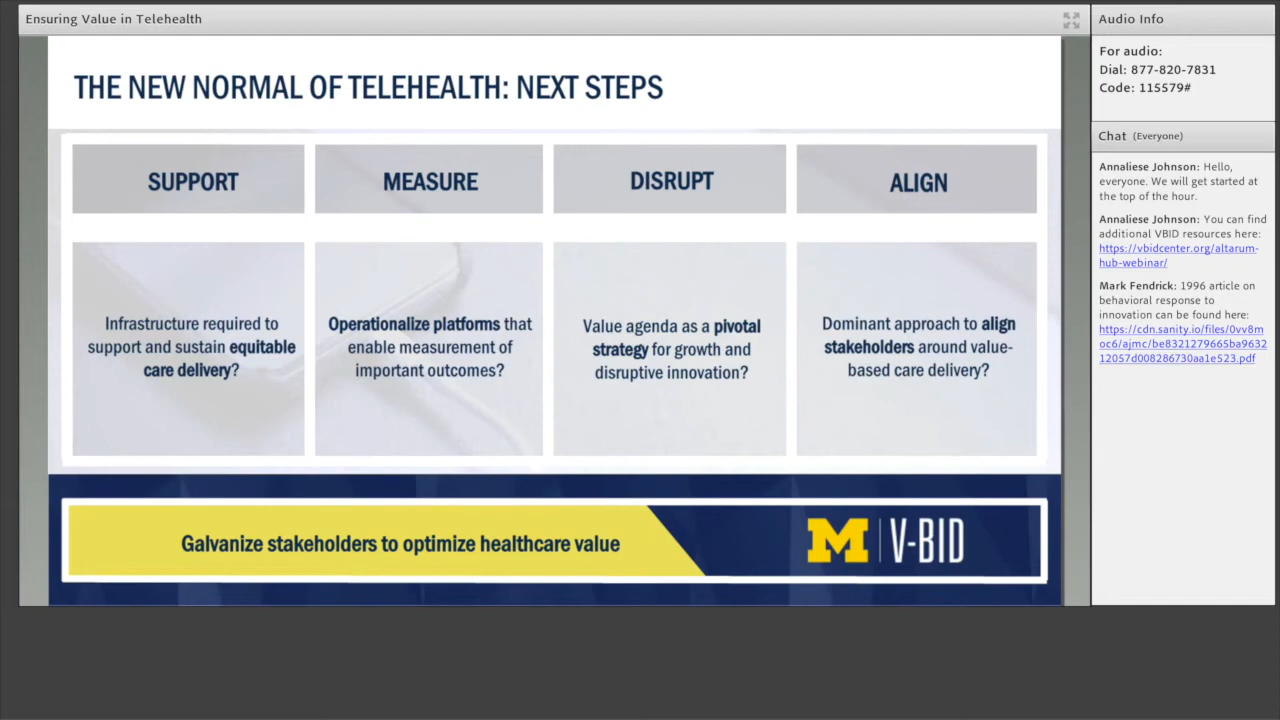 Ensuring Value in Telehealth
THE NEW NORMAL OF TELEHEALTH: NEXT STEPS
SUPPORT
Infrastructure required to
support and sustain equitable
care delivery?
MEASURE
Operationalize platforms that
enable measurement of
important outcomes?
DISRUPT
Value agenda as a pivotal
strategy for growth and
disruptive innovation?
ALIGN
Dominant approach to align
stakeholders around value-
based care delivery?
Galvanize stakeholders to optimize healthcare value
M | V-BID
Audio Info
For audio:
Dial: 877-820-7831
Code: 115579#
Chat (Everyone)
Annaliese Johnson: Hello,
everyone. We will get started at
the top of the hour.
Annaliese Johnson: You can find
additional VBID resources here:
https://vbidcenter.org/altarum-
hub-webinar/
Mark Fendrick: 1996 article on
behavioral response to
innovation can be found here:
https://cdn.sanity.io/files/0vv8m
oc6/ajmc/be8321279665ba9632
12057d008286730aa1e523.pdf